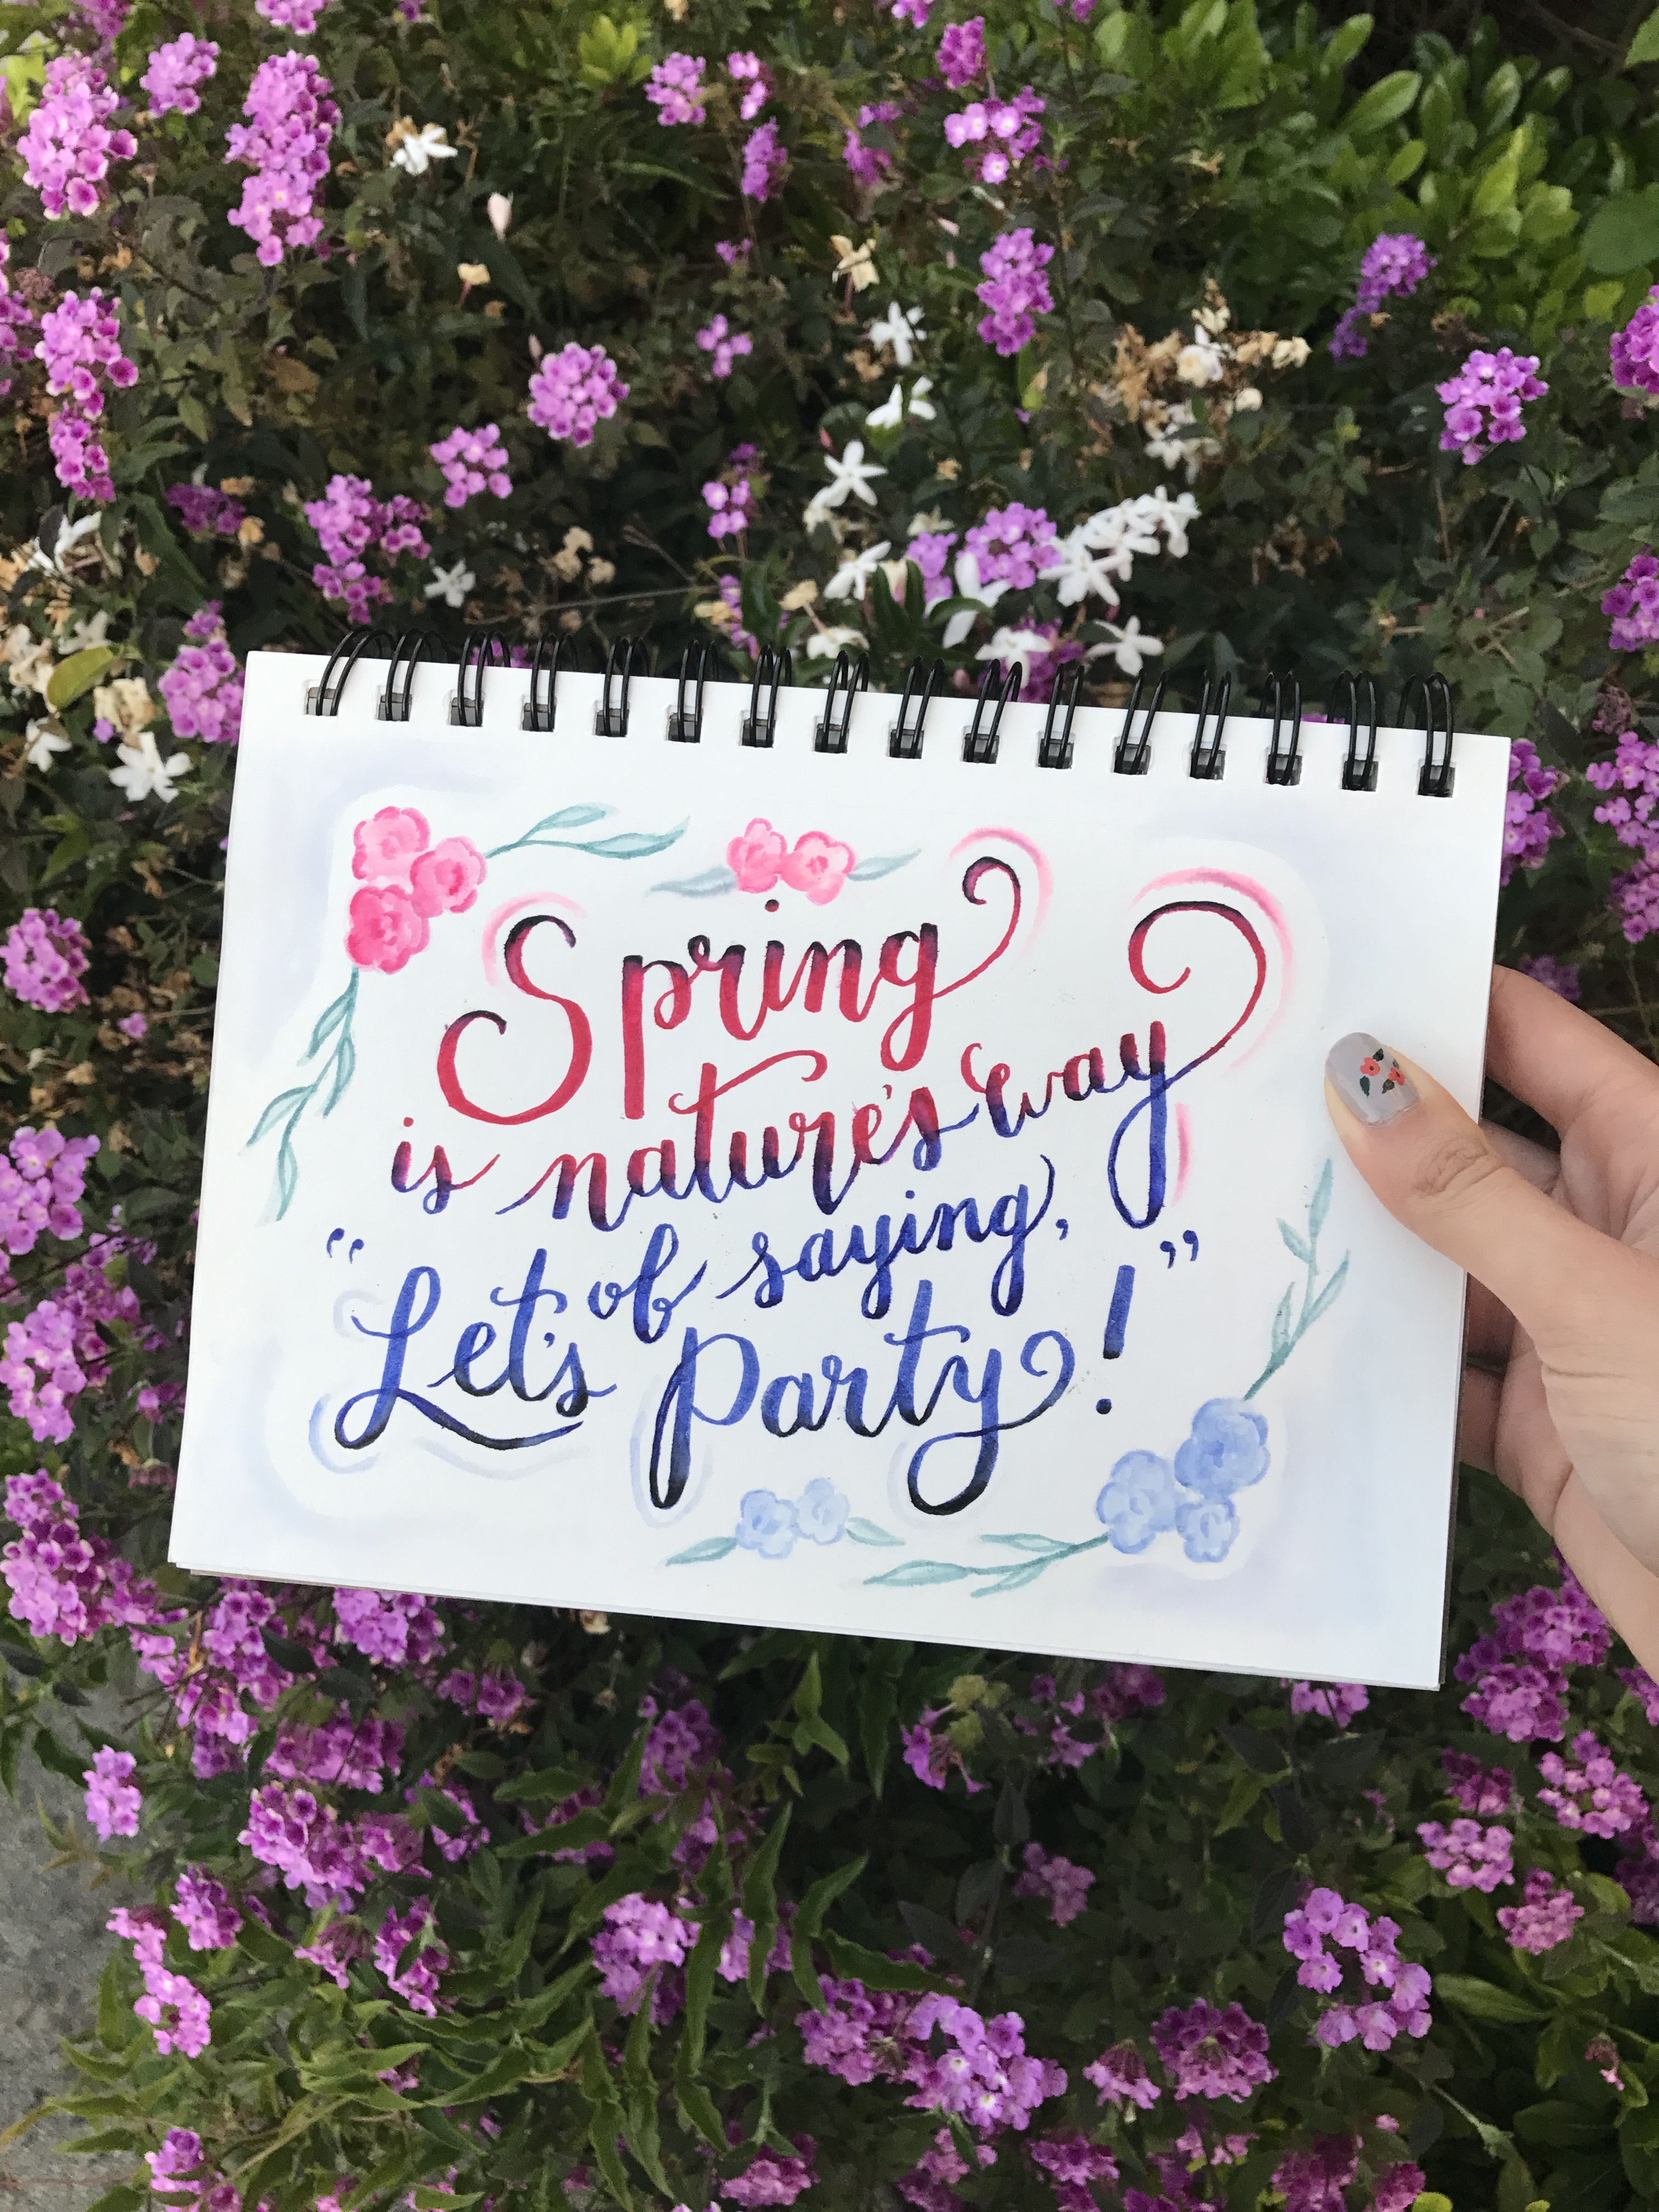 Spring
is nature's way
of saying,
"Let's Party!"